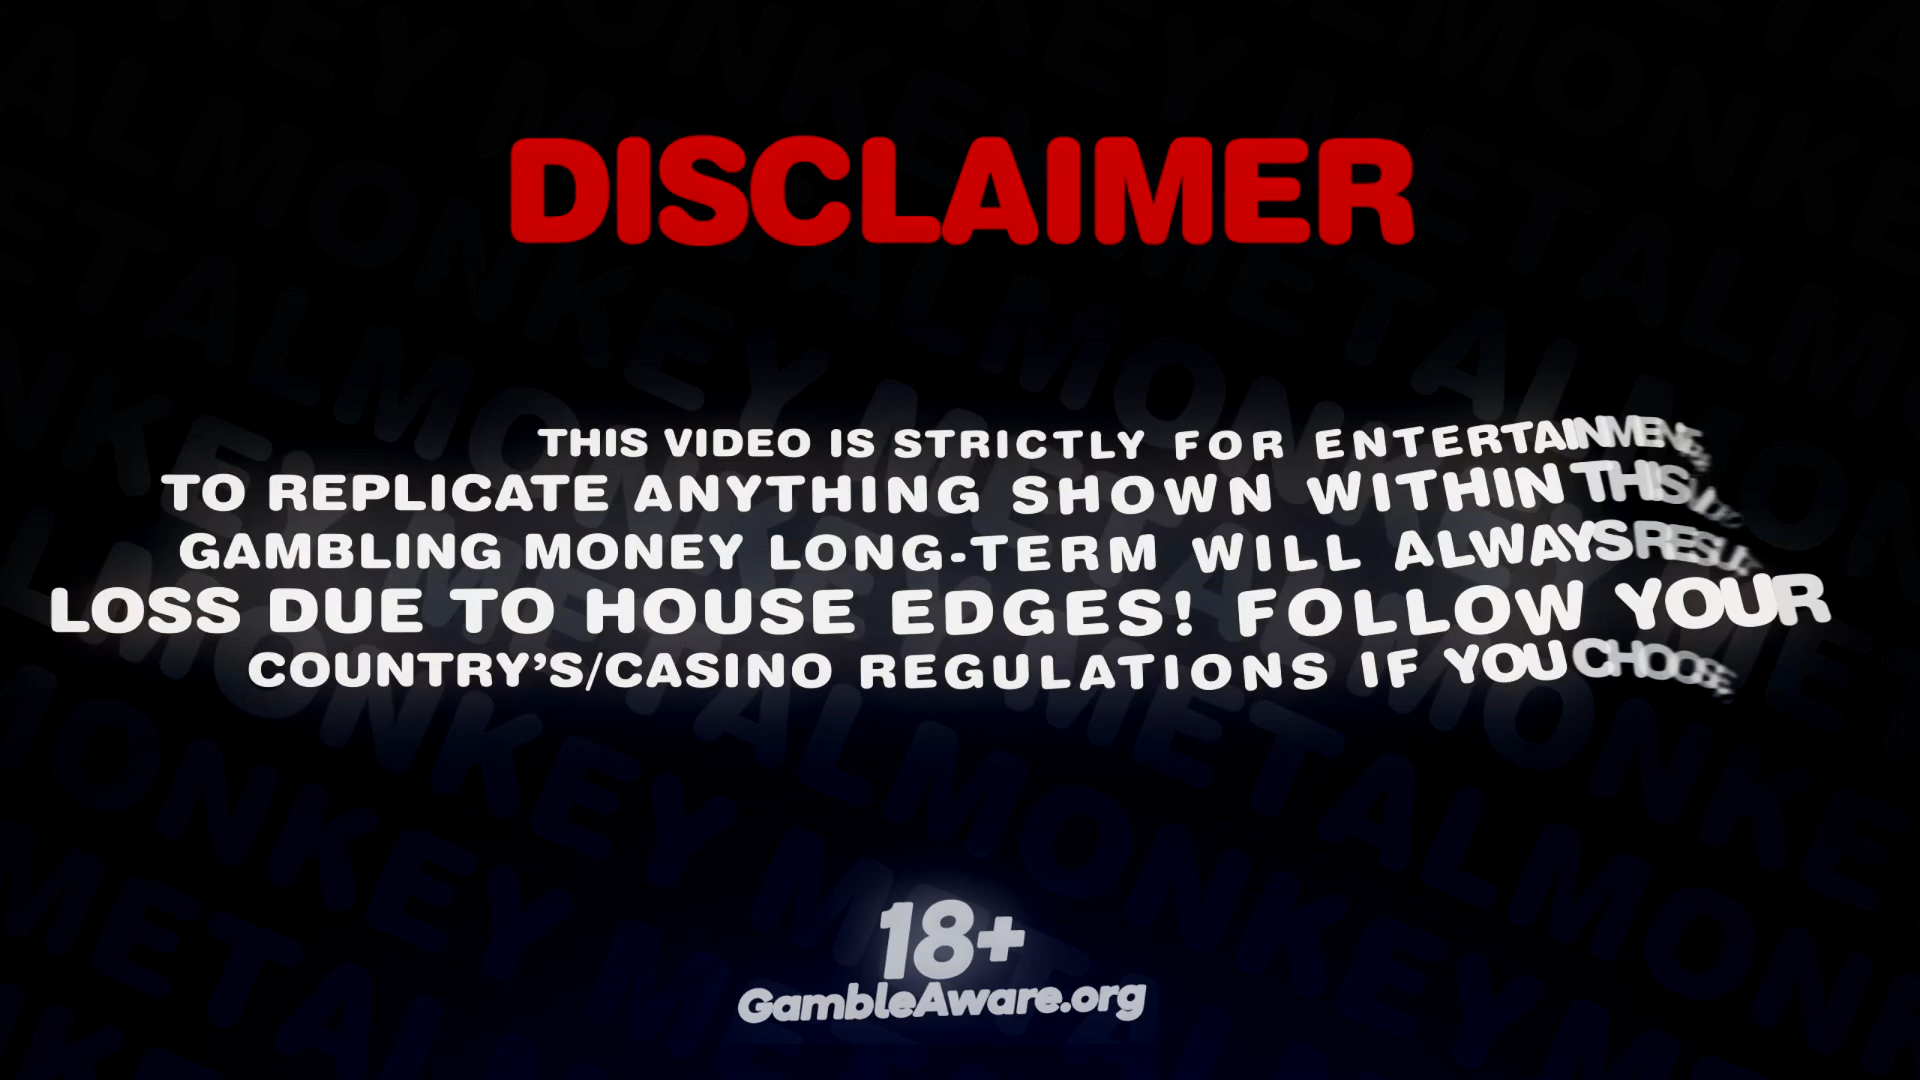 DISCLAIMER
THIS VIDEO IS STRICTLY FOR ENTERTAINMENT
TO REPLICATE ANYTHING SHOWN WITHIN THIS
GAMBLING MONEY LONG-TERM WILL ALWAYS
LOSS DUE TO HOUSE EDGES! FOLLOW YOUR
COUNTRY'S/CASINO REGULATIONS IF YOU CHOOSE
18+
GambleAware.org